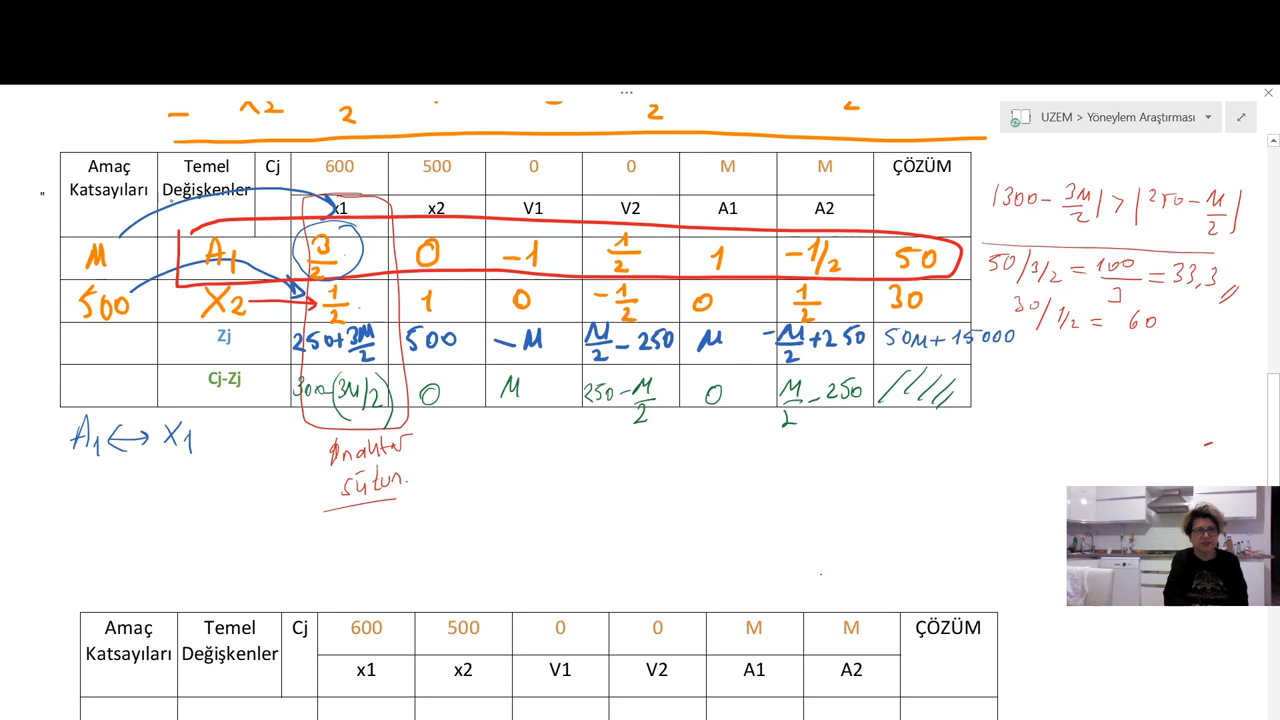 UZEM > Yöneylem Araştırması
Amaç Katsayıları Temel Değişkenler Cj 600 500 0 0 M M ÇÖZÜM
x1 x2 V1 V2 A1 A2
M A1 3/2 0 -1 1/2 1 -1/2 50
500 X2 1/2 1 0 -1/2 0 1/2 30
Zj 250+3M/2 500 -M M/2-250 M -M/2+250 50M+15000
Cj-Zj 300-(3M/2) 0 M 250-M/2 0 M/2-250
A1 ↔ X1
Anahtar
sütun.
|300-3M/2| > |250-M/2|
50/3/2 = 100/3 = 33,3
30/1/2 = 60
Amaç Katsayıları Temel Değişkenler Cj 600 500 0 0 M M ÇÖZÜM
x1 x2 V1 V2 A1 A2